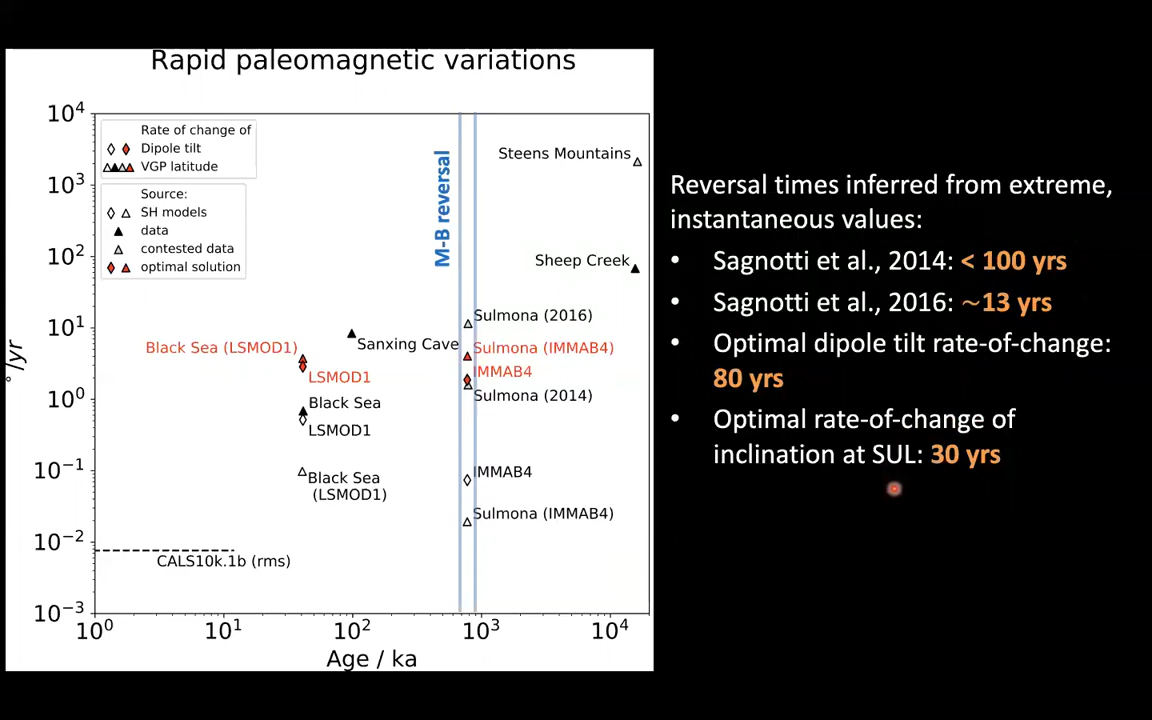 Rapid paleomagnetic variations
10⁴
10³
10²
10¹
10⁰
10⁻¹
10⁻²
10⁻³
°/yr
Rate of change of
Dipole tilt
VGP latitude
Source:
SH models
data
contested data
optimal solution
M-B reversal
Steens Mountains
Sheep Creek
Sulmona (2016)
Sanxing Cave
Black Sea (LSMOD1)
Sulmona (IMMAB4)
LSMOD1
IMMAB4
Sulmona (2014)
Black Sea
LSMOD1
IMMAB4
Black Sea
(LSMOD1)
Sulmona (IMMAB4)
CALS10k.1b (rms)
10⁰
10¹
10²
10³
10⁴
Age / ka
Reversal times inferred from extreme,
instantaneous values:
• Sagnotti et al., 2014: < 100 yrs
• Sagnotti et al., 2016: ~13 yrs
• Optimal dipole tilt rate-of-change:
80 yrs
• Optimal rate-of-change of
inclination at SUL: 30 yrs